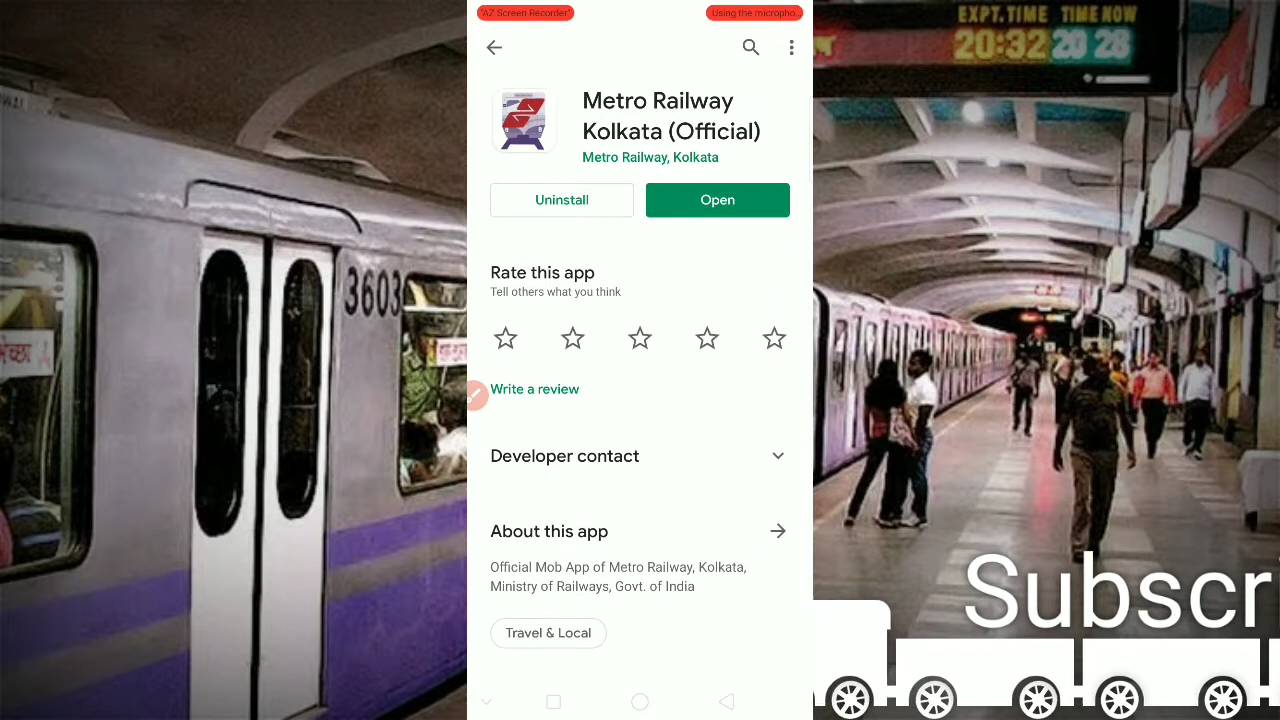 "AZ Screen Recorder"
Using the micropho..
Metro Railway
Kolkata (Official)
Metro Railway, Kolkata
Uninstall
Open
Rate this app
Tell others what you think
Write a review
Developer contact
About this app
Official Mob App of Metro Railway, Kolkata,
Ministry of Railways, Govt. of India
Travel & Local
3603
EXPT.TIME TIME NOW
20:32 20 28
Subscr